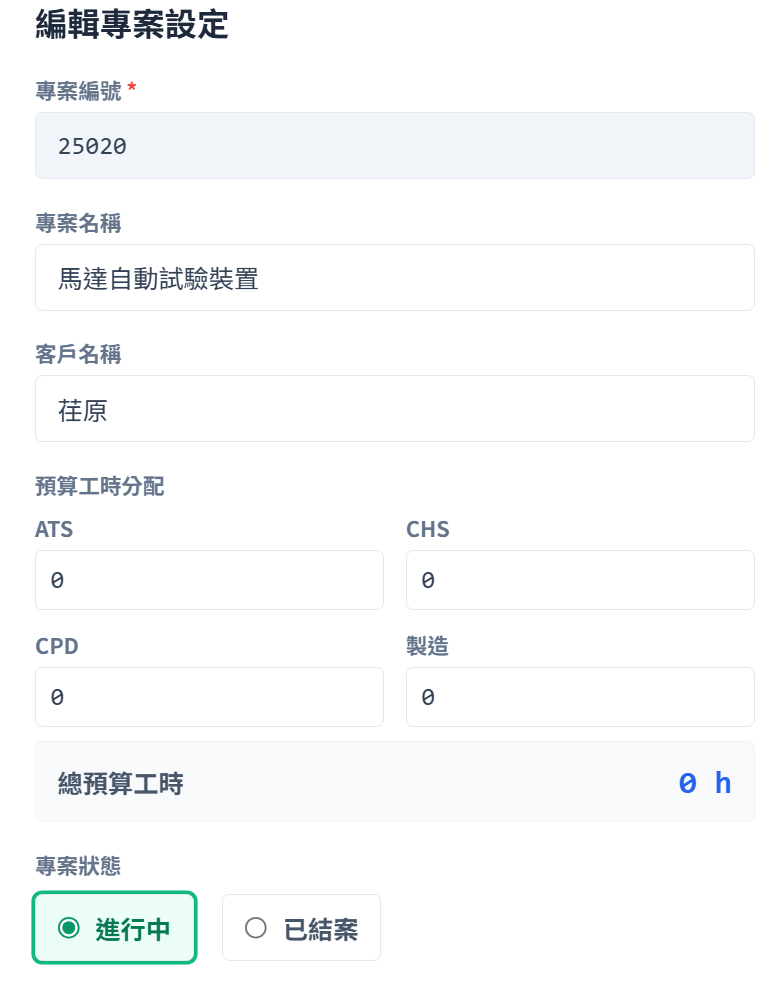 編輯專案設定
專案編號 *
25020
專案名稱
馬達自動試驗裝置
客戶名稱
荏原
預算工時分配
ATS CHS
0 0
CPD 製造
0 0
總預算工時 0 h
專案狀態
進行中 已結案